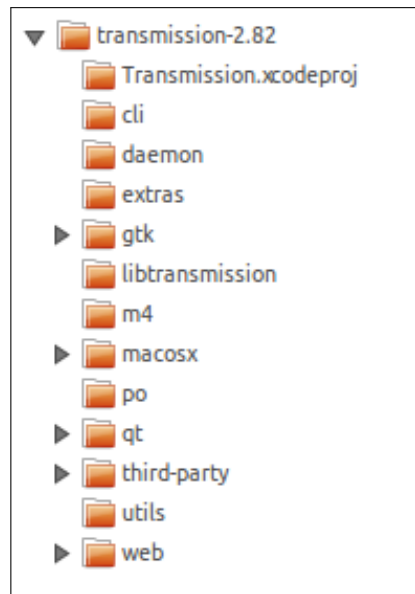 transmission-2.82
Transmission.xcodeproj
cli
daemon
extras
gtk
libtransmission
m4
macosx
po
qt
third-party
utils
web